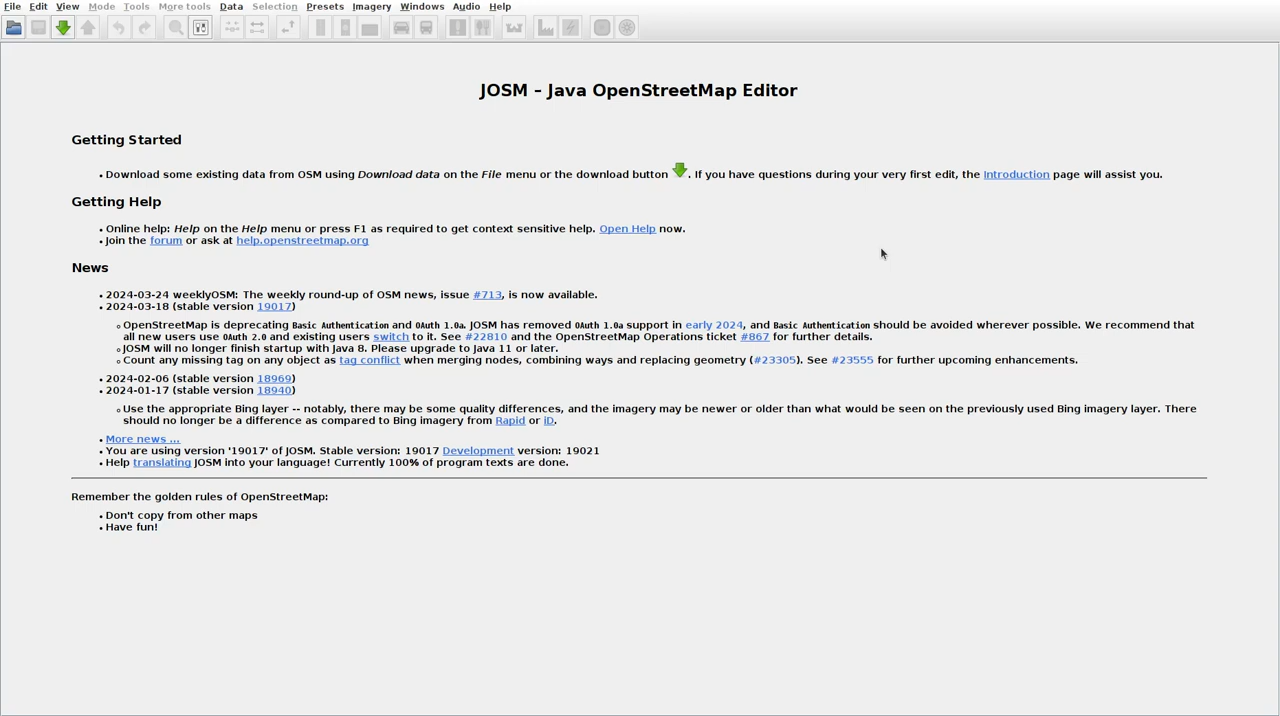 File Edit View Mode Tools More tools Data Selection Presets Imagery Windows Audio Help
JOSM – Java OpenStreetMap Editor
Getting Started
• Download some existing data from OSM using Download data on the File menu or the download button . If you have questions during your very first edit, the Introduction page will assist you.
Getting Help
• Online help: Help on the Help menu or press F1 as required to get context sensitive help. Open Help now.
• Join the forum or ask at help.openstreetmap.org
News
• 2024-03-24 weeklyOSM: The weekly round-up of OSM news, issue #713, is now available.
• 2024-03-18 (stable version 19017)
◦ OpenStreetMap is deprecating Basic Authentication and OAuth 1.0a. JOSM has removed OAuth 1.0a support in early 2024, and Basic Authentication should be avoided wherever possible. We recommend that
all new users use OAuth 2.0 and existing users switch to it. See #22810 and the OpenStreetMap Operations ticket #867 for further details.
◦ JOSM will no longer finish startup with Java 8. Please upgrade to Java 11 or later.
◦ Count any missing tag on any object as tag conflict when merging nodes, combining ways and replacing geometry (#23305). See #23555 for further upcoming enhancements.
• 2024-02-06 (stable version 18969)
• 2024-01-17 (stable version 18940)
◦ Use the appropriate Bing layer -- notably, there may be some quality differences, and the imagery may be newer or older than what would be seen on the previously used Bing imagery layer. There
should no longer be a difference as compared to Bing imagery from Rapid or iD.
• More news ...
• You are using version '19017' of JOSM. Stable version: 19017 Development version: 19021
• Help translating JOSM into your language! Currently 100% of program texts are done.
Remember the golden rules of OpenStreetMap:
• Don't copy from other maps
• Have fun!